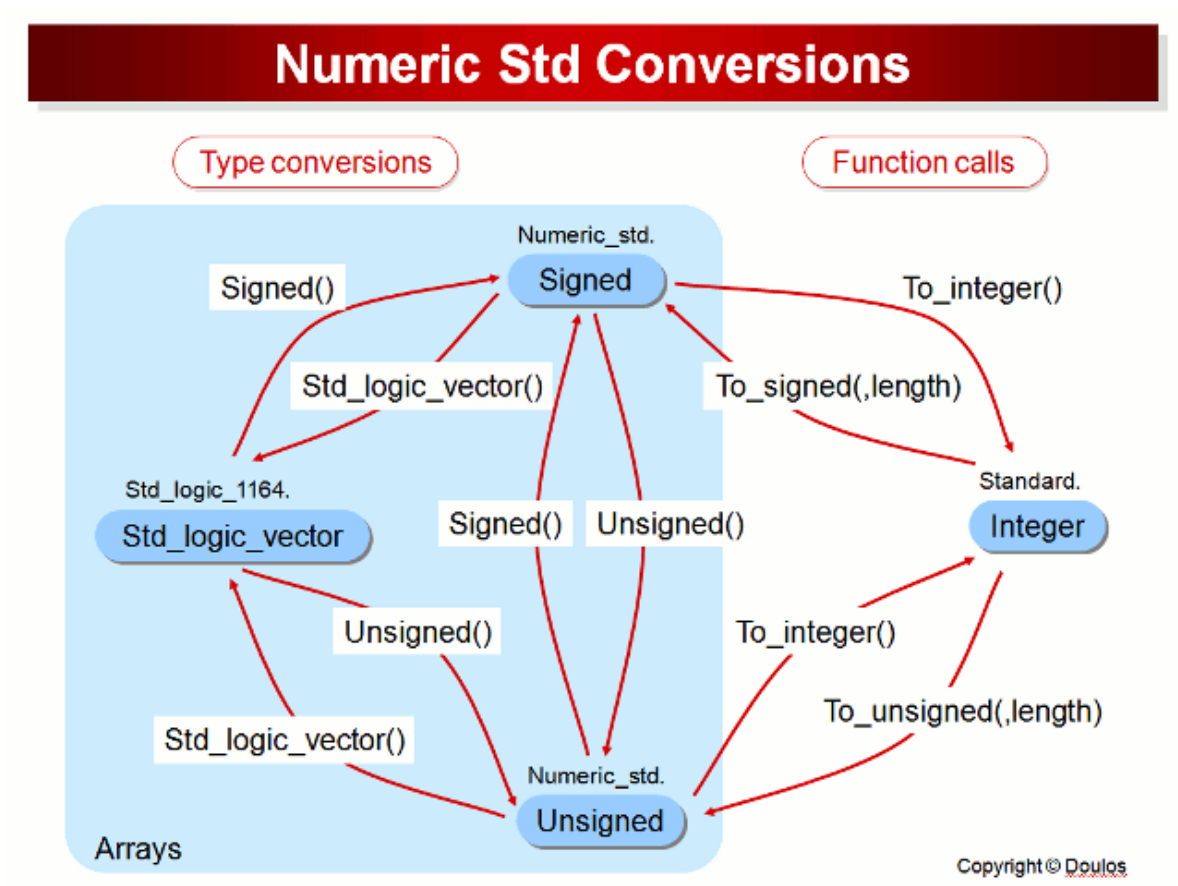 Numeric Std Conversions
Type conversions
Function calls
Numeric_std.
Signed
Signed()
To_integer()
Std_logic_vector()
To_signed(,length)
Std_logic_1164.
Std_logic_vector
Standard.
Integer
Signed()
Unsigned()
Unsigned()
To_integer()
Std_logic_vector()
To_unsigned(,length)
Numeric_std.
Unsigned
Arrays
Copyright © Doulos